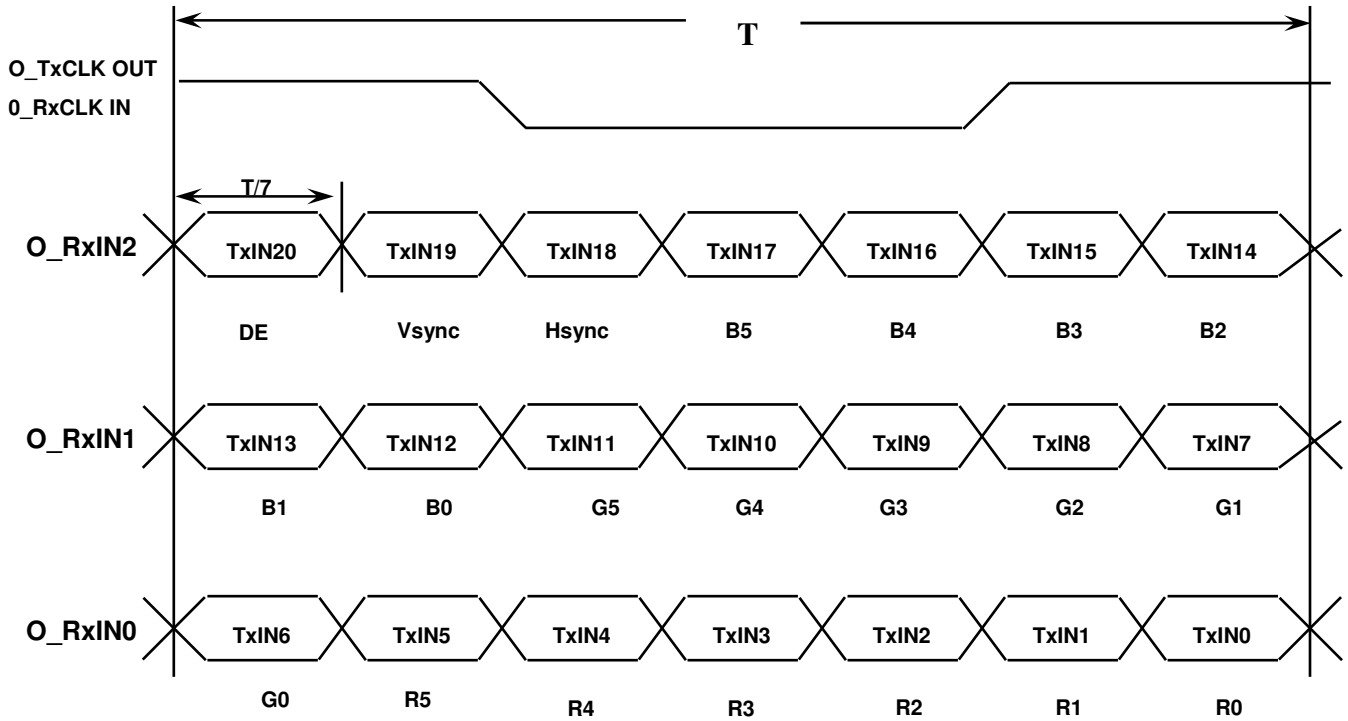 T
O_TxCLK OUT
0_RxCLK IN
T/7
O_RxIN2 TxIN20 TxIN19 TxIN18 TxIN17 TxIN16 TxIN15 TxIN14
DE Vsync Hsync B5 B4 B3 B2
O_RxIN1 TxIN13 TxIN12 TxIN11 TxIN10 TxIN9 TxIN8 TxIN7
B1 B0 G5 G4 G3 G2 G1
O_RxIN0 TxIN6 TxIN5 TxIN4 TxIN3 TxIN2 TxIN1 TxIN0
G0 R5 R4 R3 R2 R1 R0